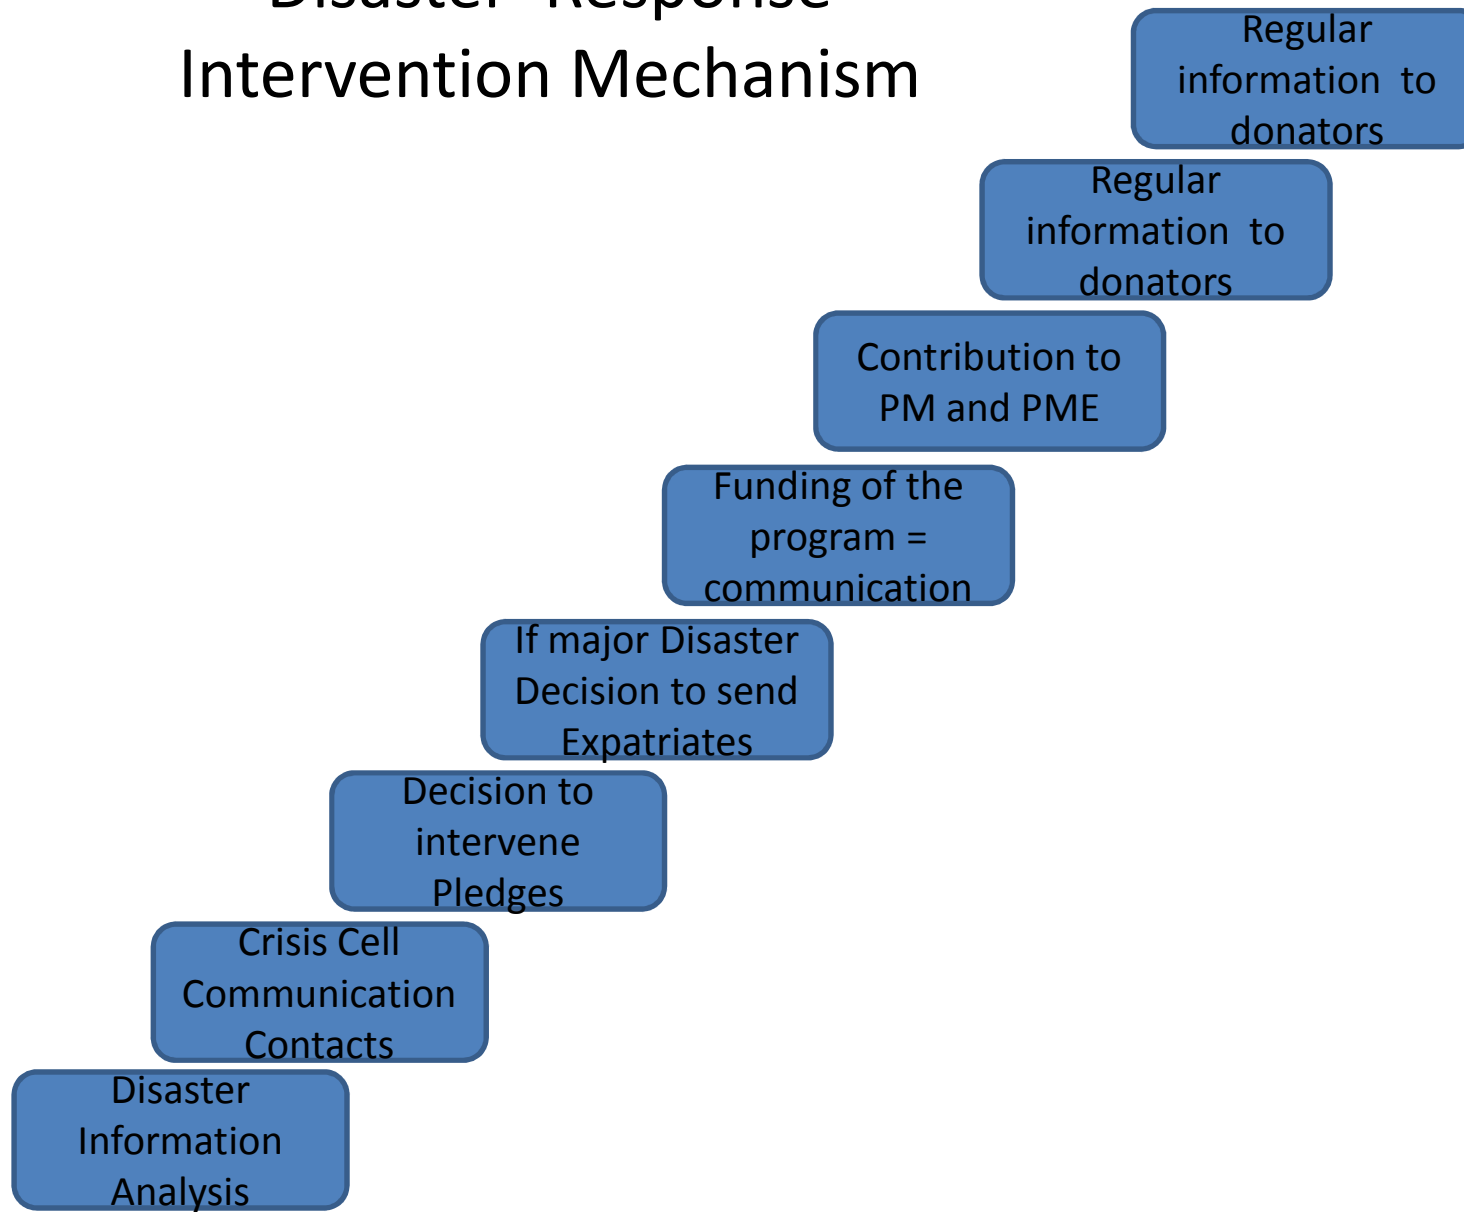 Disaster Response
Intervention Mechanism
Regular
information to
donators
Regular
information to
donators
Contribution to
PM and PME
Funding of the
program =
communication
If major Disaster
Decision to send
Expatriates
Decision to
intervene
Pledges
Crisis Cell
Communication
Contacts
Disaster
Information
Analysis